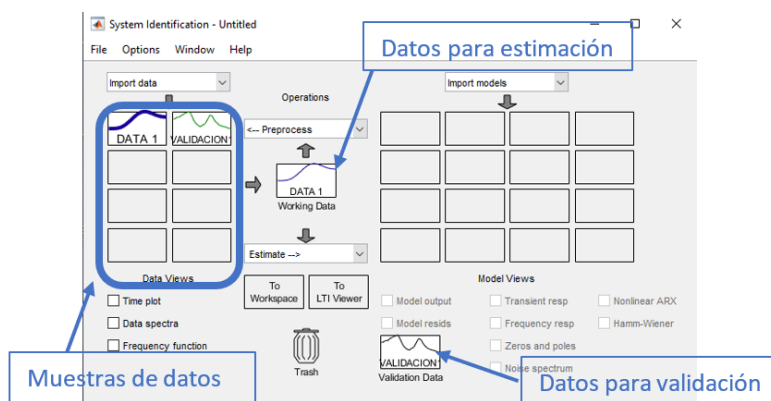 System Identification - Untitled
File Options Window Help
Datos para estimación
Import data
Operations
Import models
DATA 1
VALIDACION1
<-- Preprocess
DATA 1
Working Data
Estimate -->
Data Views
To Workspace
To LTI Viewer
Model Views
Time plot
Model output
Transient resp
Nonlinear ARX
Data spectra
Model resids
Frequency resp
Hamm-Wiener
Frequency function
Zeros and poles
Trash
VALIDACION1
Validation Data
Noise spectrum
Muestras de datos
Datos para validación